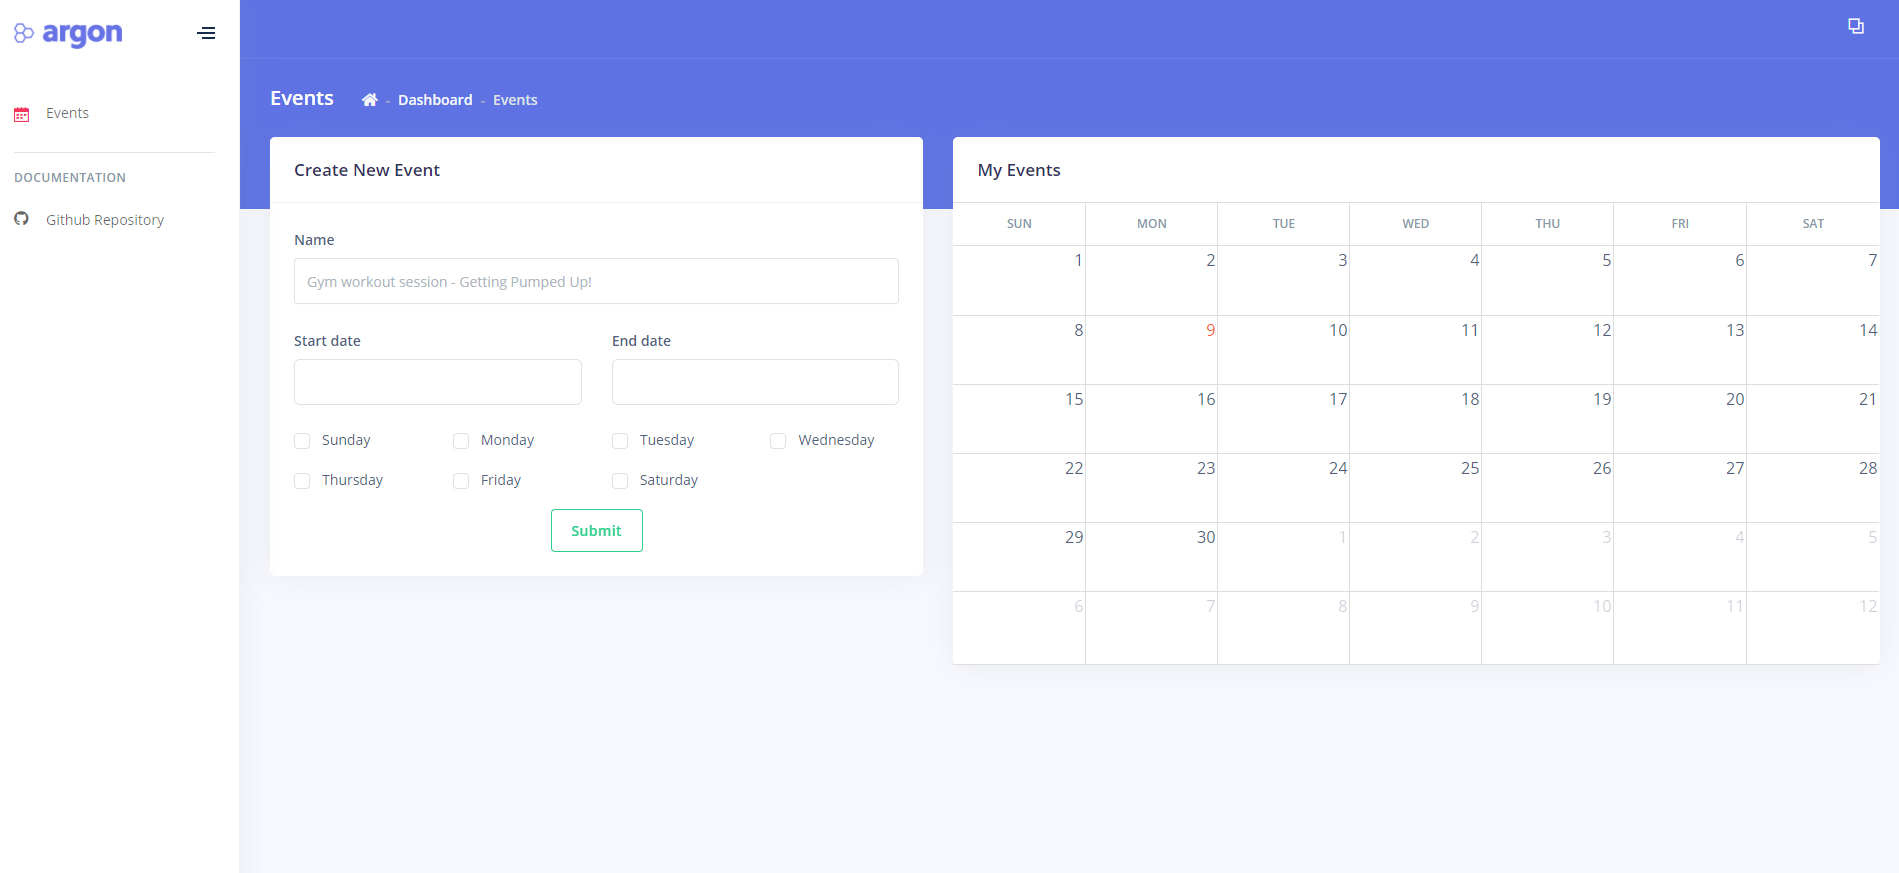 argon
Events
DOCUMENTATION
Github Repository
Events - Dashboard - Events
Create New Event
Name
Gym workout session - Getting Pumped Up!
Start date End date
Sunday Monday Tuesday Wednesday
Thursday Friday Saturday
Submit
My Events
SUN MON TUE WED THU FRI SAT
1 2 3 4 5 6 7
8 9 10 11 12 13 14
15 16 17 18 19 20 21
22 23 24 25 26 27 28
29 30 1 2 3 4 5
6 7 8 9 10 11 12